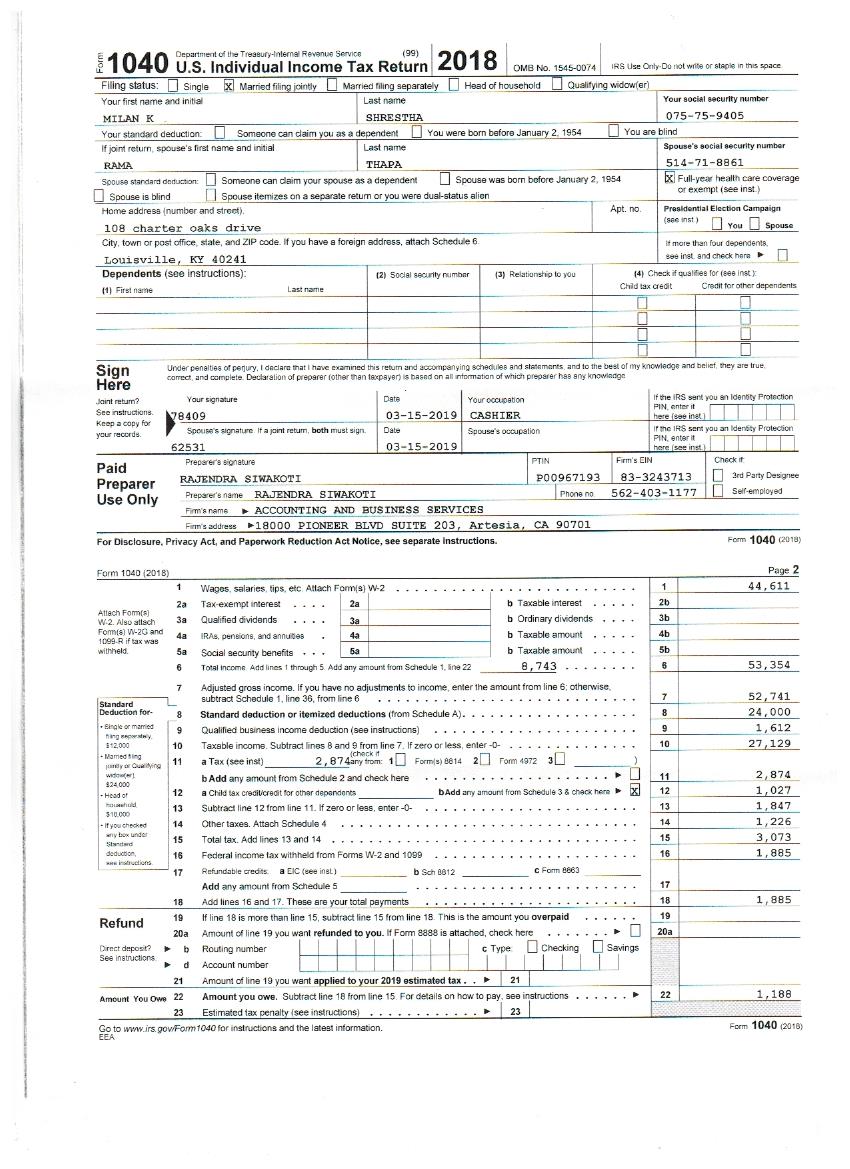 Form 1040 Department of the Treasury-Internal Revenue Service (99) U.S. Individual Income Tax Return 2018 OMB No. 1545-0074 IRS Use Only-Do not write or staple in this space.
Filing status: Single X Married filing jointly Married filing separately Head of household Qualifying widow(er)
Your first name and initial Last name Your social security number
MILAN K SHRESTHA 075-75-9405
Your standard deduction: Someone can claim you as a dependent You were born before January 2, 1954 You are blind
If joint return, spouse's first name and initial Last name Spouse's social security number
RAMA THAPA 514-71-8861
Spouse standard deduction: Someone can claim your spouse as a dependent Spouse was born before January 2, 1954 X Full-year health care coverage
Spouse is blind Spouse itemizes on a separate return or you were dual-status alien or exempt (see inst.)
Home address (number and street). Apt. no. Presidential Election Campaign
108 charter oaks drive (see inst.) You Spouse
City, town or post office, state, and ZIP code. If you have a foreign address, attach Schedule 6. If more than four dependents,
Louisville, KY 40241 see inst. and check here ►
Dependents (see instructions): (2) Social security number (3) Relationship to you (4) Check if qualifies for (see inst.):
(1) First name Last name Child tax credit Credit for other dependents
Sign Here Under penalties of perjury, I declare that I have examined this return and accompanying schedules and statements, and to the best of my knowledge and belief, they are true,
correct, and complete. Declaration of preparer (other than taxpayer) is based on all information of which preparer has any knowledge
Joint return? Your signature Date Your occupation If the IRS sent you an Identity Protection
See instructions. 78409 03-15-2019 CASHIER PIN, enter it here (see inst.)
Keep a copy for your records. Spouse's signature. If a joint return, both must sign. Date Spouse's occupation If the IRS sent you an Identity Protection
62531 03-15-2019 PIN, enter it here (see inst.)
Paid Preparer Use Only Preparer's signature PTIN Firm's EIN Check if:
RAJENDRA SIWAKOTI P00967193 83-3243713 3rd Party Designee
Preparer's name RAJENDRA SIWAKOTI Phone no. 562-403-1177 Self-employed
Firm's name ► ACCOUNTING AND BUSINESS SERVICES
Firm's address ►18000 PIONEER BLVD SUITE 203, Artesia, CA 90701
For Disclosure, Privacy Act, and Paperwork Reduction Act Notice, see separate instructions. Form 1040 (2018)
Form 1040 (2018) Page 2
1 Wages, salaries, tips, etc. Attach Form(s) W-2 1 44,611
Attach Form(s) W-2. Also attach Form(s) W-2G and 1099-R if tax was withheld.
2a Tax-exempt interest 2a b Taxable interest 2b
3a Qualified dividends 3a b Ordinary dividends 3b
4a IRAs, pensions, and annuities 4a b Taxable amount 4b
5a Social security benefits 5a b Taxable amount 5b
6 Total income. Add lines 1 through 5. Add any amount from Schedule 1, line 22 8,743 6 53,354
7 Adjusted gross income. If you have no adjustments to income, enter the amount from line 6; otherwise,
subtract Schedule 1, line 36, from line 6 7 52,741
Standard Deduction for-
• Single or married filing separately, $12,000
• Married filing jointly or Qualifying widow(er) $24,000
• Head of household, $18,000
• If you checked any box under Standard deduction, see instructions.
8 Standard deduction or itemized deductions (from Schedule A) 8 24,000
9 Qualified business income deduction (see instructions) 9 1,612
10 Taxable income. Subtract lines 8 and 9 from line 7. If zero or less, enter -0- 10 27,129
11 a Tax (see inst) 2,874 (check if any from: 1 Form(s) 8814 2 Form 4972 3 )
b Add any amount from Schedule 2 and check here ► 11 2,874
12 a Child tax credit/credit for other dependents b Add any amount from Schedule 3 & check here ► X 12 1,027
13 Subtract line 12 from line 11. If zero or less, enter -0- 13 1,847
14 Other taxes. Attach Schedule 4 14 1,226
15 Total tax. Add lines 13 and 14 15 3,073
16 Federal income tax withheld from Forms W-2 and 1099 16 1,885
17 Refundable credits: a EIC (see inst.) b Sch 8812 c Form 8863
Add any amount from Schedule 5 17
18 Add lines 16 and 17. These are your total payments 18 1,885
Refund 19 If line 18 is more than line 15, subtract line 15 from line 18. This is the amount you overpaid 19
20a Amount of line 19 you want refunded to you. If Form 8888 is attached, check here ► 20a
Direct deposit? ► b Routing number c Type: Checking Savings
See instructions. ► d Account number
21 Amount of line 19 you want applied to your 2019 estimated tax . . ► 21
Amount You Owe 22 Amount you owe. Subtract line 18 from line 15. For details on how to pay, see instructions ► 22 1,188
23 Estimated tax penalty (see instructions) ► 23
Go to www.irs.gov/Form1040 for instructions and the latest information. Form 1040 (2018)
EEA